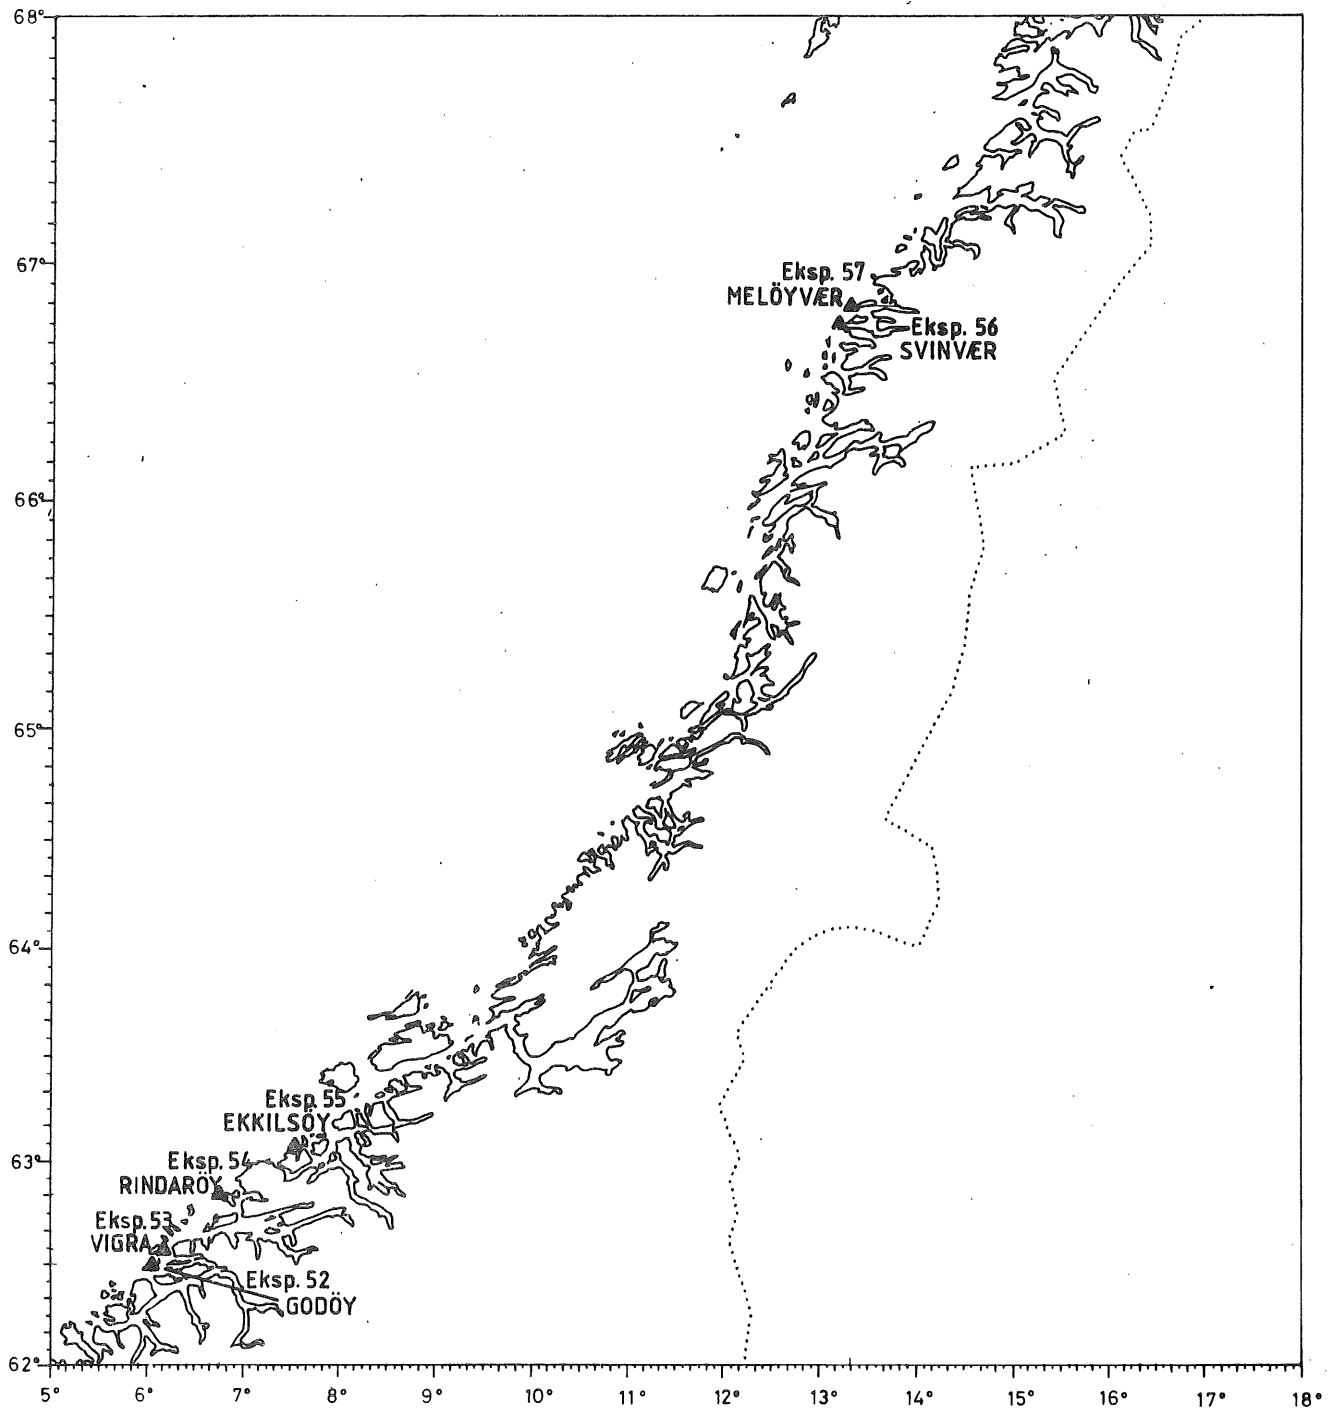 68°
67°
Eksp. 57
MELÖYVÆR
Eksp. 56
SVINVÆR
66°
65°
64°
Eksp. 55
EKKILSÖY
63°
Eksp. 54
RINDARÖY
Eksp. 53
VIGRA
Eksp. 52
GODÖY
62°
5° 6° 7° 8° 9° 10° 11° 12° 13° 14° 15° 16° 17° 18°